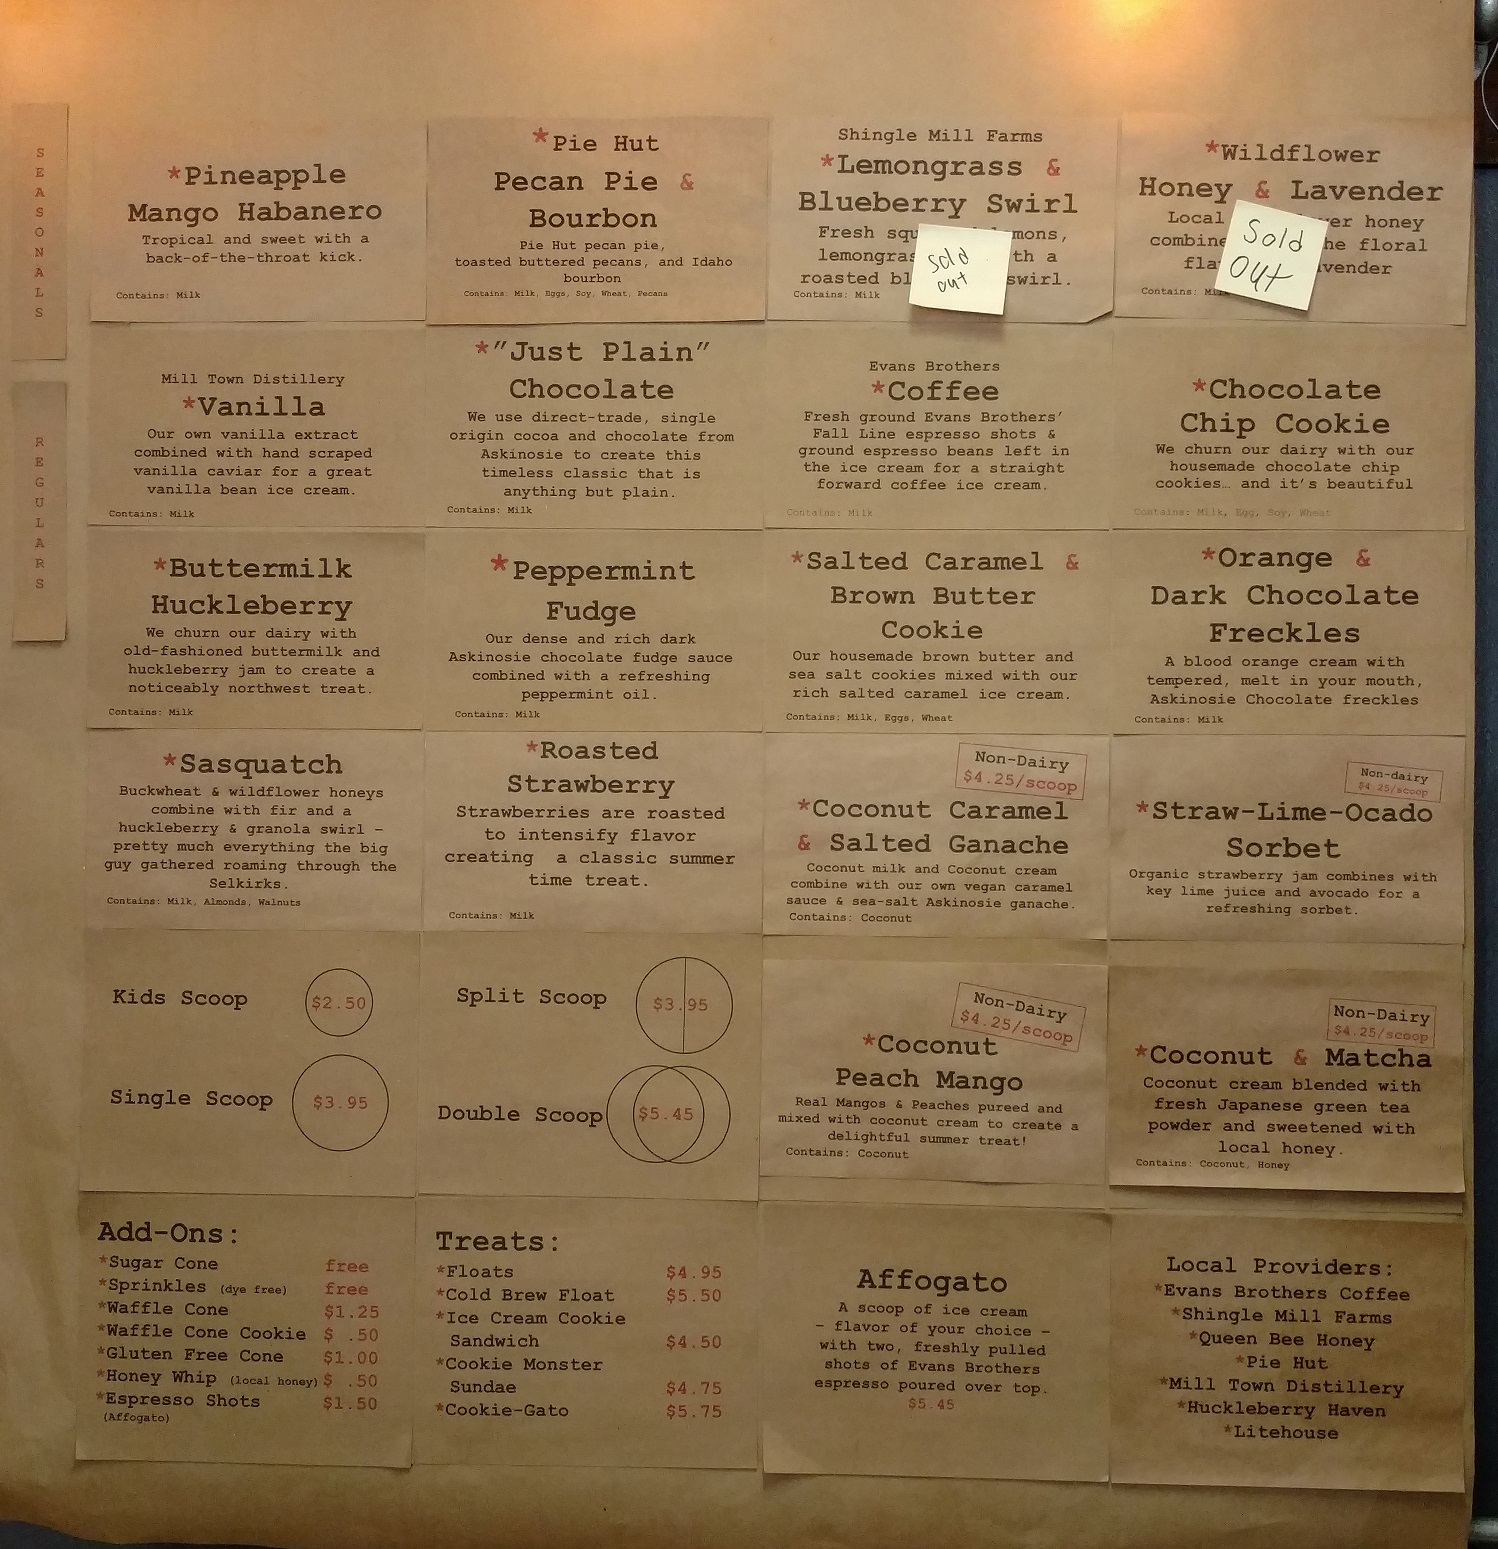 SEASONALS
*Pineapple
Mango Habanero
Tropical and sweet with a
back-of-the-throat kick.
Contains: Milk
*Pie Hut
Pecan Pie &
Bourbon
Pie Hut pecan pie,
toasted buttered pecans, and Idaho
bourbon
Contains: Milk, Eggs, Soy, Wheat, Pecans
Shingle Mill Farms
*Lemongrass &
Blueberry Swirl
Fresh
lemongrass a
roasted swirl.
Contains: Milk
Sold
out
*Wildflower
Honey & Lavender
Local honey
the floral
lavender
Contains:
Sold
Out
REGULARS
Mill Town Distillery
*Vanilla
Our own vanilla extract
combined with hand scraped
vanilla caviar for a great
vanilla bean ice cream.
Contains: Milk
*"Just Plain"
Chocolate
We use direct-trade, single
origin cocoa and chocolate from
Askinosie to create this
timeless classic that is
anything but plain.
Contains: Milk
Evans Brothers
*Coffee
Fresh ground Evans Brothers'
Fall Line espresso shots &
ground espresso beans left in
the ice cream for a straight
forward coffee ice cream.
Contains: Milk
*Chocolate
Chip Cookie
We churn our dairy with our
housemade chocolate chip
cookies… and it's beautiful
Contains: Milk, Egg, Soy, Wheat
*Buttermilk
Huckleberry
We churn our dairy with
old-fashioned buttermilk and
huckleberry jam to create a
noticeably northwest treat.
Contains: Milk
*Peppermint
Fudge
Our dense and rich dark
Askinosie chocolate fudge sauce
combined with a refreshing
peppermint oil.
Contains: Milk
*Salted Caramel &
Brown Butter
Cookie
Our housemade brown butter and
sea salt cookies mixed with our
rich salted caramel ice cream.
Contains: Milk, Eggs, Wheat
*Orange &
Dark Chocolate
Freckles
A blood orange cream with
tempered, melt in your mouth,
Askinosie Chocolate freckles
Contains: Milk
*Sasquatch
Buckwheat & wildflower honeys
combine with fir and a
huckleberry & granola swirl –
pretty much everything the big
guy gathered roaming through the
Selkirks.
Contains: Milk, Almonds, Walnuts
*Roasted
Strawberry
Strawberries are roasted
to intensify flavor
creating a classic summer
time treat.
Contains: Milk
Non-Dairy
$4.25/scoop
*Coconut Caramel
& Salted Ganache
Coconut milk and Coconut cream
combine with our own vegan caramel
sauce & sea-salt Askinosie ganache.
Contains: Coconut
Non-dairy
$4.25/scoop
*Straw-Lime-Ocado
Sorbet
Organic strawberry jam combines with
key lime juice and avocado for a
refreshing sorbet.
Kids Scoop $2.50
Single Scoop $3.95
Split Scoop $3.95
Double Scoop $5.45
Non-Dairy
$4.25/scoop
*Coconut
Peach Mango
Real Mangos & Peaches pureed and
mixed with coconut cream to create a
delightful summer treat!
Contains: Coconut
Non-Dairy
$4.25/scoop
*Coconut & Matcha
Coconut cream blended with
fresh Japanese green tea
powder and sweetened with
local honey.
Contains: Coconut, Honey
Add-Ons:
*Sugar Cone free
*Sprinkles (dye free) free
*Waffle Cone $1.25
*Waffle Cone Cookie $ .50
*Gluten Free Cone $1.00
*Honey Whip (local honey) $ .50
*Espresso Shots $1.50
(Affogato)
Treats:
*Floats $4.95
*Cold Brew Float $5.50
*Ice Cream Cookie
Sandwich $4.50
*Cookie Monster
Sundae $4.75
*Cookie-Gato $5.75
Affogato
A scoop of ice cream
– flavor of your choice –
with two, freshly pulled
shots of Evans Brothers
espresso poured over top.
$5.45
Local Providers:
*Evans Brothers Coffee
*Shingle Mill Farms
*Queen Bee Honey
*Pie Hut
*Mill Town Distillery
*Huckleberry Haven
*Litehouse